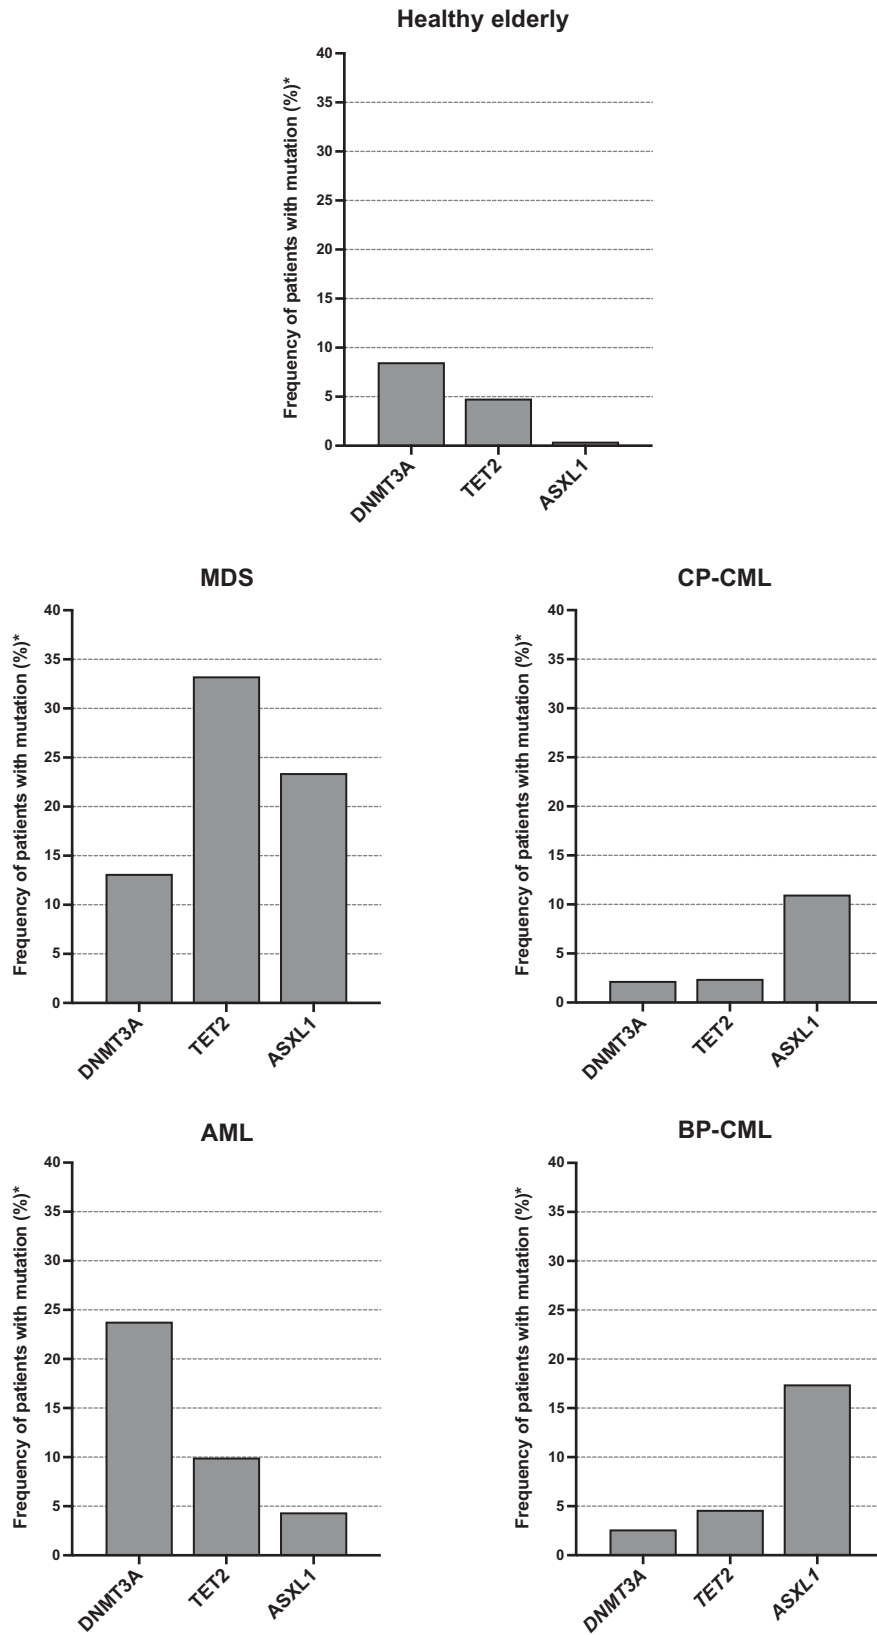 Healthy elderly
Frequency of patients with mutation (%)*
40
35
30
25
20
15
10
5
0
DNMT3A
TET2
ASXL1
MDS
Frequency of patients with mutation (%)*
40
35
30
25
20
15
10
5
0
DNMT3A
TET2
ASXL1
CP-CML
Frequency of patients with mutation (%)*
40
35
30
25
20
15
10
5
0
DNMT3A
TET2
ASXL1
AML
Frequency of patients with mutation (%)*
40
35
30
25
20
15
10
5
0
DNMT3A
TET2
ASXL1
BP-CML
Frequency of patients with mutation (%)*
40
35
30
25
20
15
10
5
0
DNMT3A
TET2
ASXL1